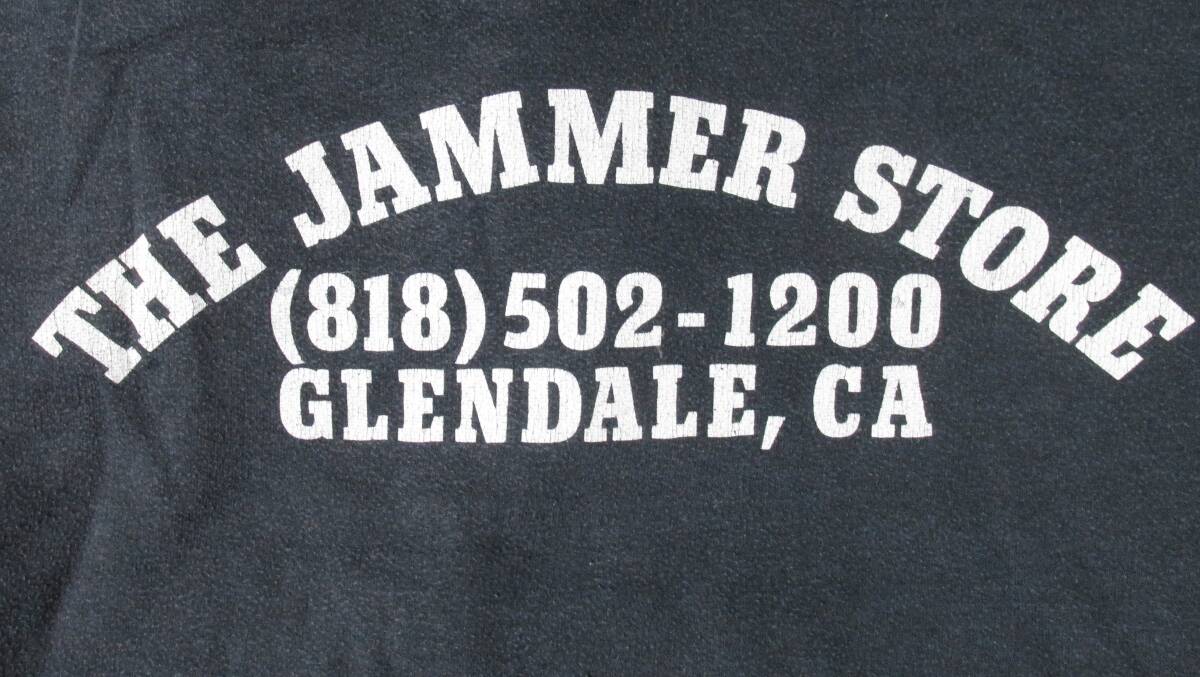 THE JAMMER STORE
(818) 502-1200
GLENDALE, CA